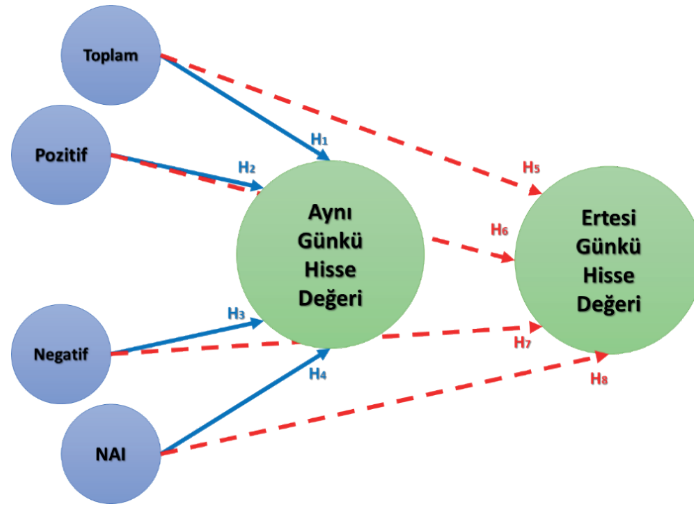 Toplam
H₁
Pozitif
H₂
H₅
Aynı
Günkü
Hisse
Değeri
Ertesi
Günkü
Hisse
Değeri
H₆
H₃
Negatif
H₇
H₄
H₈
NAI